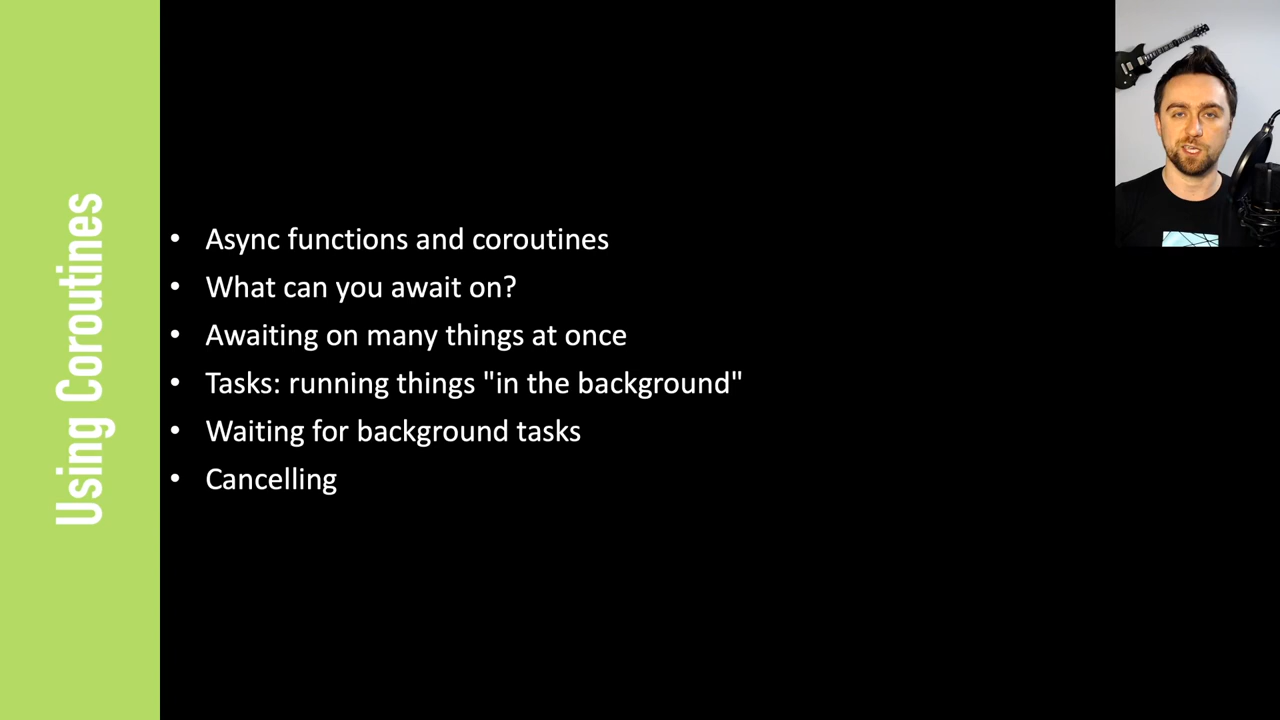 Using Coroutines
• Async functions and coroutines
• What can you await on?
• Awaiting on many things at once
• Tasks: running things "in the background"
• Waiting for background tasks
• Cancelling